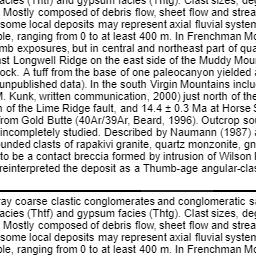 facies (Thtf) and gypsum facies (Thtg). Clast sizes, deg
Mostly composed of debris flow, sheet flow and strea
some local deposits may represent axial fluvial system
ble, ranging from 0 to at least 400 m. In Frenchman Mo
mb exposures, but in central and northeast part of qua
st Longwell Ridge on the east side of the Muddy Mou
ock. A tuff from the base of one paleocanyon yielded a
unpublished data). In the south Virgin Mountains inclu
M. Kunk, written communication, 2000) just north of the
n of the Lime Ridge fault, and 14.4 ± 0.3 Ma at Horse S
from Gold Butte (40Ar/39Ar, Beard, 1996). Outcrop sou
incompletely studied. Described by Naumann (1987) a
unded clasts of rapakivi granite, quartz monzonite, gn
to be a contact breccia formed by intrusion of Wilson R
reinterpreted the deposit as a Thumb-age angular-clas
ray coarse clastic conglomerates and conglomeratic sa
facies (Thtf) and gypsum facies (Thtg). Clast sizes, deg
Mostly composed of debris flow, sheet flow and strea
some local deposits may represent axial fluvial system
ble, ranging from 0 to at least 400 m. In Frenchman Mo